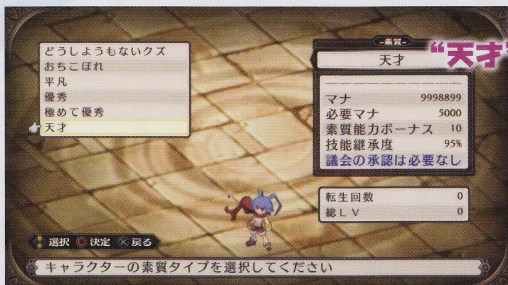 どうしようもないクズ
おちこぼれ
平凡
優秀
極めて優秀
天才
-素質-
天才
“天才”
マナ 9998899
必要マナ 5000
素質能力ボーナス 10
技能継承度 95%
議会の承認は必要なし
転生回数 0
総LV 0
選択 決定 戻る
キャラクターの素質タイプを選択してください